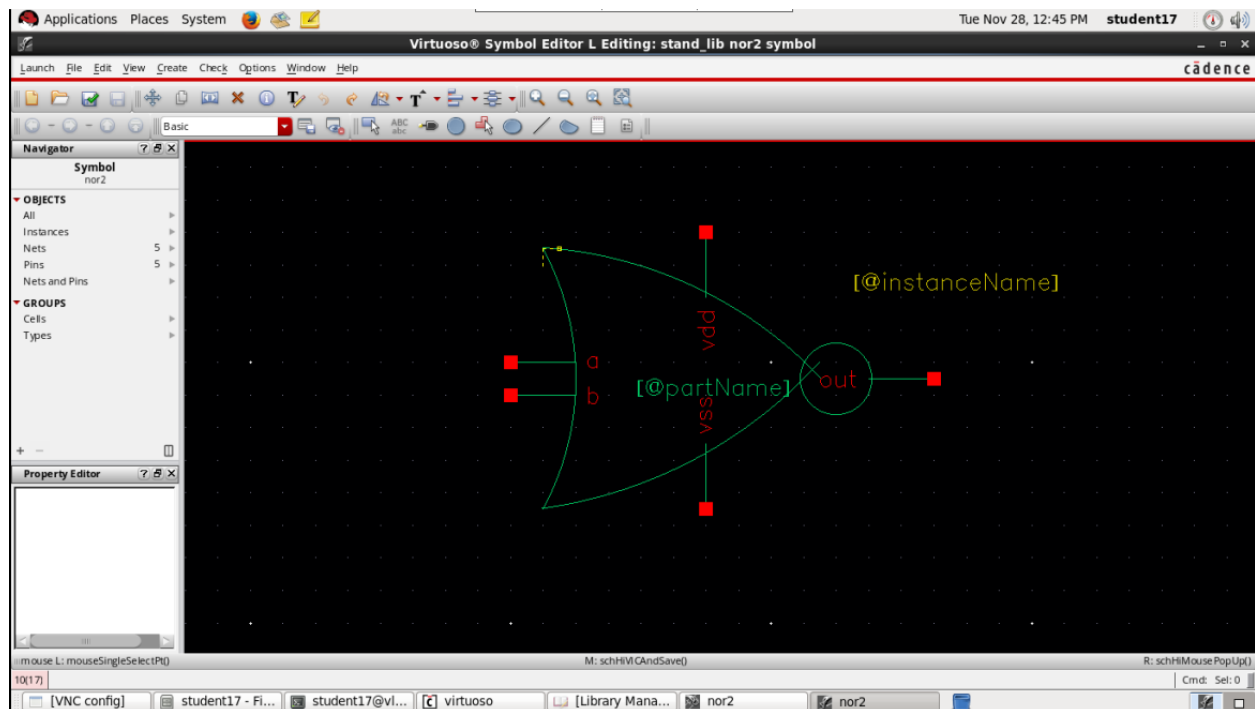 Applications Places System Tue Nov 28, 12:45 PM student17
Virtuoso® Symbol Editor L Editing: stand_lib nor2 symbol
Launch File Edit View Create Check Options Window Help cādence
Basic
ABC
abc
Navigator
Symbol
nor2
OBJECTS
All
Instances
Nets 5
Pins 5
Nets and Pins
GROUPS
Cells
Types
Property Editor
[@instanceName]
vdd
a
[@partName]
out
b
vss
mouse L: mouseSingleSelectPt() M: schHiVICAndSave() R: schHiMousePopUp()
10(17) Cmd: Sel: 0
[VNC config] student17 - Fi... student17@vl... virtuoso [Library Mana... nor2 nor2